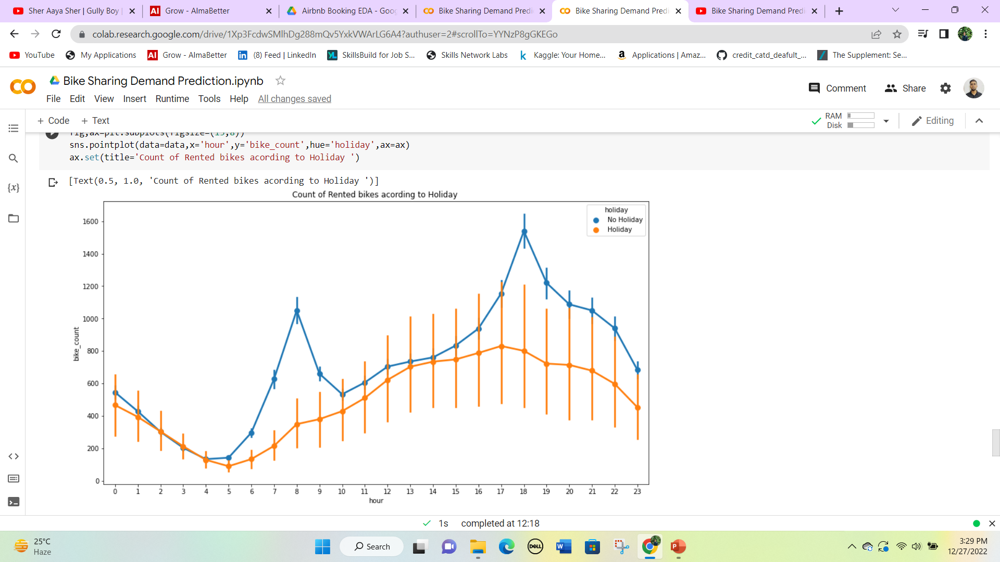 Sher Aaya Sher | Gully Boy |
Grow - AlmaBetter
Airbnb Booking EDA - Goog
Bike Sharing Demand Predi
Bike Sharing Demand Predi
Bike Sharing Demand Predi
colab.research.google.com/drive/1Xp3FcdwSMlhDg288mQv5YxkVWArLG6A4?authuser=2#scrollTo=YYNzP8gGKEGo
YouTube My Applications AI Grow - AlmaBetter (8) Feed | LinkedIn SkillsBuild for Job S... Skills Network Labs Kaggle: Your Home... Applications | Amaz... credit_catd_deafult_... The Supplement: Se...
Bike Sharing Demand Prediction.ipynb
Comment Share
File Edit View Insert Runtime Tools Help All changes saved
+ Code + Text
RAM
Disk
Editing
fig,ax=plt.subplots(figsize=(15,8))
sns.pointplot(data=data,x='hour',y='bike_count',hue='holiday',ax=ax)
ax.set(title='Count of Rented bikes acording to Holiday ')
[Text(0.5, 1.0, 'Count of Rented bikes acording to Holiday ')]
Count of Rented bikes acording to Holiday
holiday
No Holiday
Holiday
1600
1400
1200
1000
800
600
400
200
0
bike_count
0 1 2 3 4 5 6 7 8 9 10 11 12 13 14 15 16 17 18 19 20 21 22 23
hour
1s completed at 12:18
25°C
Haze
Search
DELL
3:29 PM
12/27/2022